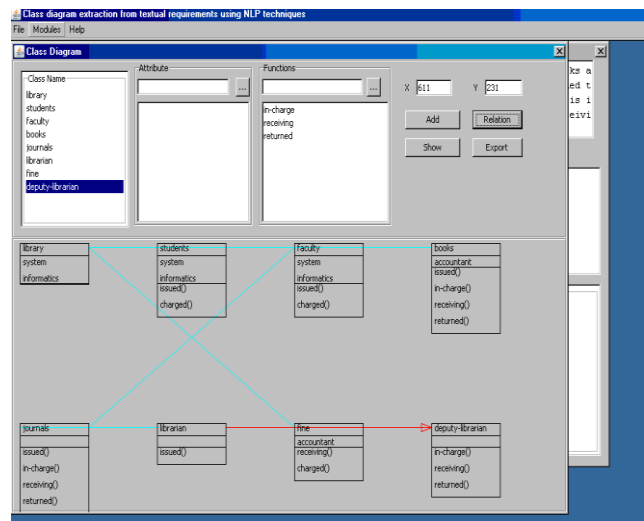 Class diagram extraction from textual requirements using NLP techniques
File Modules Help
Class Diagram
Class Name
library
students
faculty
books
journals
librarian
fine
deputy-librarian
Attribute
...
Functions
...
in-charge
receiving
returned
X 611 Y 231
Add Relation
Show Export
ks a
ed t
is i
eivi
library
system
informatics
students
system
informatics
issued()
charged()
faculty
system
informatics
issued()
charged()
books
accountant
issued()
in-charge()
receiving()
returned()
journals
issued()
in-charge()
receiving()
returned()
librarian
issued()
fine
accountant
receiving()
charged()
deputy-librarian
in-charge()
receiving()
returned()